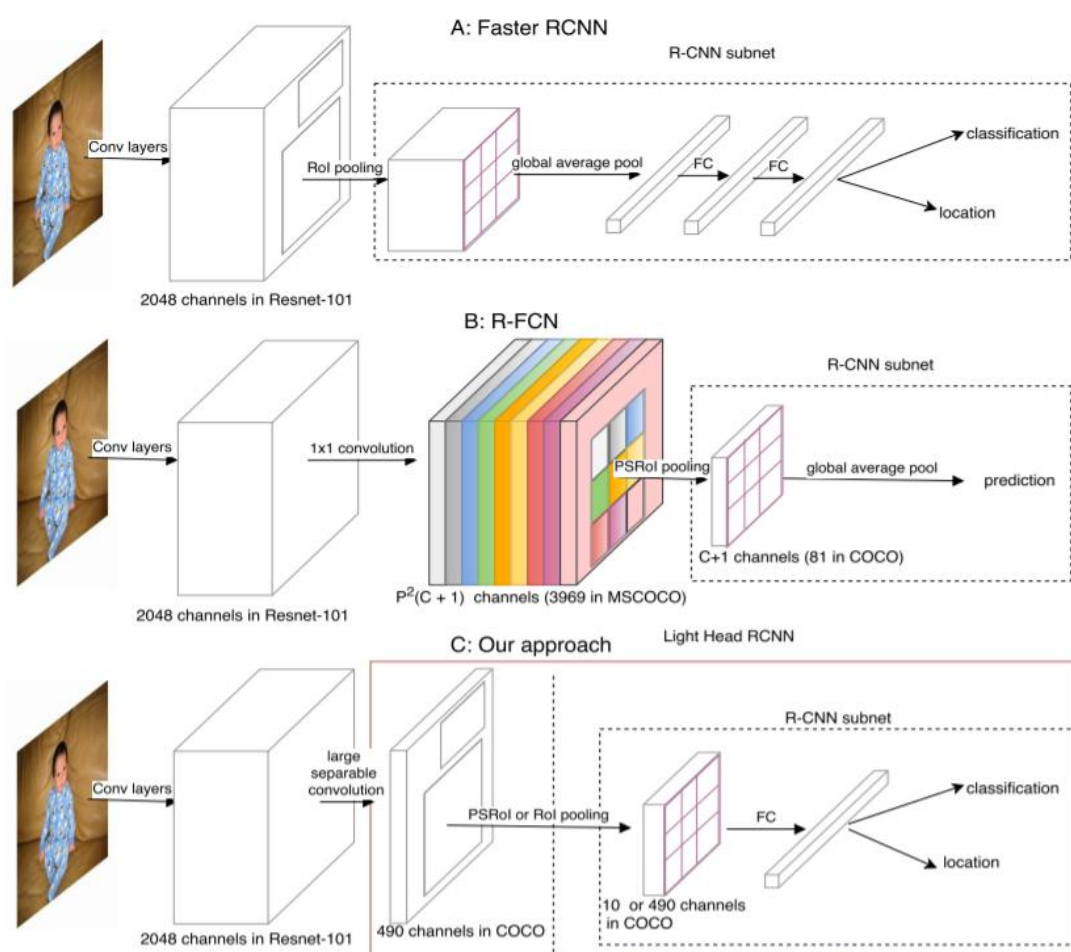 A: Faster RCNN
R-CNN subnet
Conv layers
RoI pooling
global average pool
FC
FC
classification
location
2048 channels in Resnet-101
B: R-FCN
R-CNN subnet
Conv layers
1x1 convolution
PSRoI pooling
global average pool
prediction
C+1 channels (81 in COCO)
P²(C + 1) channels (3969 in MSCOCO)
2048 channels in Resnet-101
C: Our approach
Light Head RCNN
R-CNN subnet
Conv layers
large
separable
convolution
PSRoI or RoI pooling
FC
classification
location
10 or 490 channels
in COCO
490 channels in COCO
2048 channels in Resnet-101